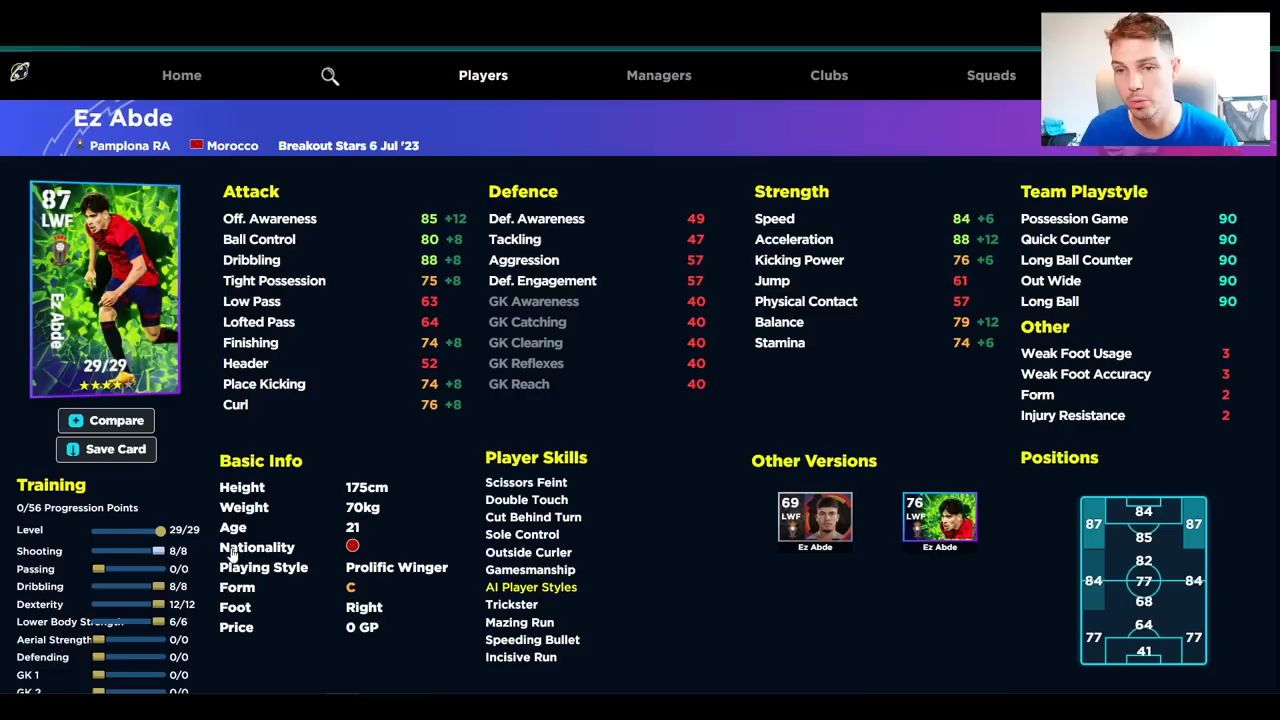 Home
Players
Managers
Clubs
Squads
Ez Abde
Pamplona RA
Morocco
Breakout Stars 6 Jul '23
87
LWF
Ez Abde
29/29
Compare
Save Card
Training
0/56 Progression Points
Level 29/29
Shooting 8/8
Passing 0/0
Dribbling 8/8
Dexterity 12/12
Lower Body Strength 6/6
Aerial Strength 0/0
Defending 0/0
GK 1 0/0
GK 2 0/0
Attack
Off. Awareness 85 +12
Ball Control 80 +8
Dribbling 88 +8
Tight Possession 75 +8
Low Pass 63
Lofted Pass 64
Finishing 74 +8
Header 52
Place Kicking 74 +8
Curl 76 +8
Defence
Def. Awareness 49
Tackling 47
Aggression 57
Def. Engagement 57
GK Awareness 40
GK Catching 40
GK Clearing 40
GK Reflexes 40
GK Reach 40
Strength
Speed 84 +6
Acceleration 88 +12
Kicking Power 76 +6
Jump 61
Physical Contact 57
Balance 79 +12
Stamina 74 +6
Team Playstyle
Possession Game 90
Quick Counter 90
Long Ball Counter 90
Out Wide 90
Long Ball 90
Other
Weak Foot Usage 3
Weak Foot Accuracy 3
Form 2
Injury Resistance 2
Basic Info
Height 175cm
Weight 70kg
Age 21
Nationality
Playing Style Prolific Winger
Form C
Foot Right
Price 0 GP
Player Skills
Scissors Feint
Double Touch
Cut Behind Turn
Sole Control
Outside Curler
Gamesmanship
AI Player Styles
Trickster
Mazing Run
Speeding Bullet
Incisive Run
Other Versions
69
LWF
Ez Abde
76
LWF
Ez Abde
Positions
84
87 87
85
82
84 77 84
68
64
77 77
41